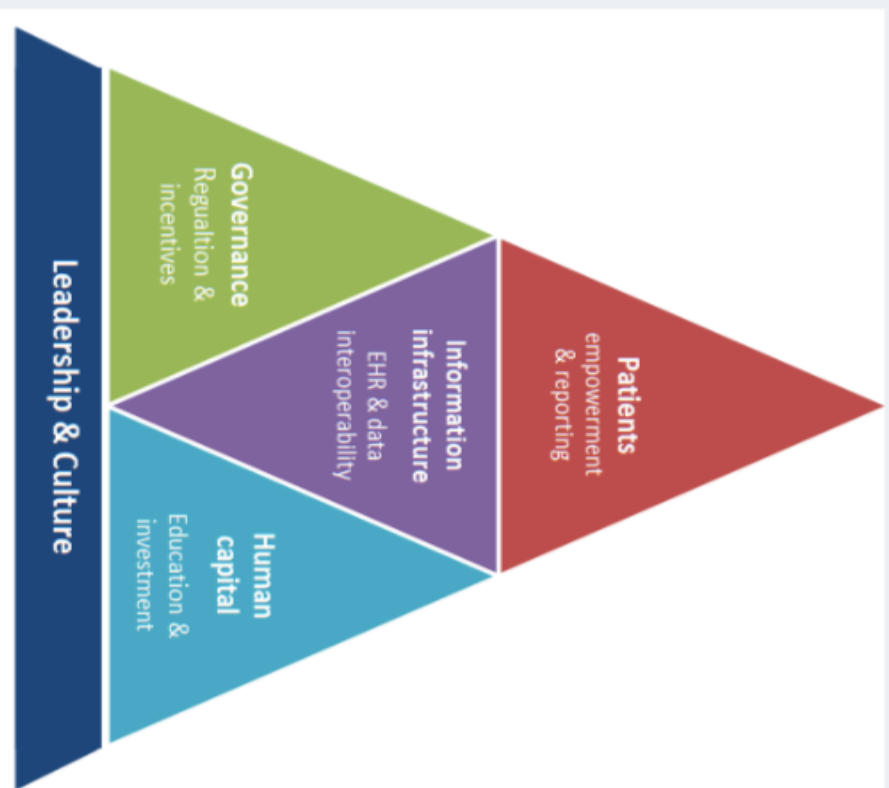 Patients
empowerment
& reporting
Information
infrastructure
EHR & data
interoperability
Governance
Regualtion &
incentives
Human
capital
Education &
investment
Leadership & Culture